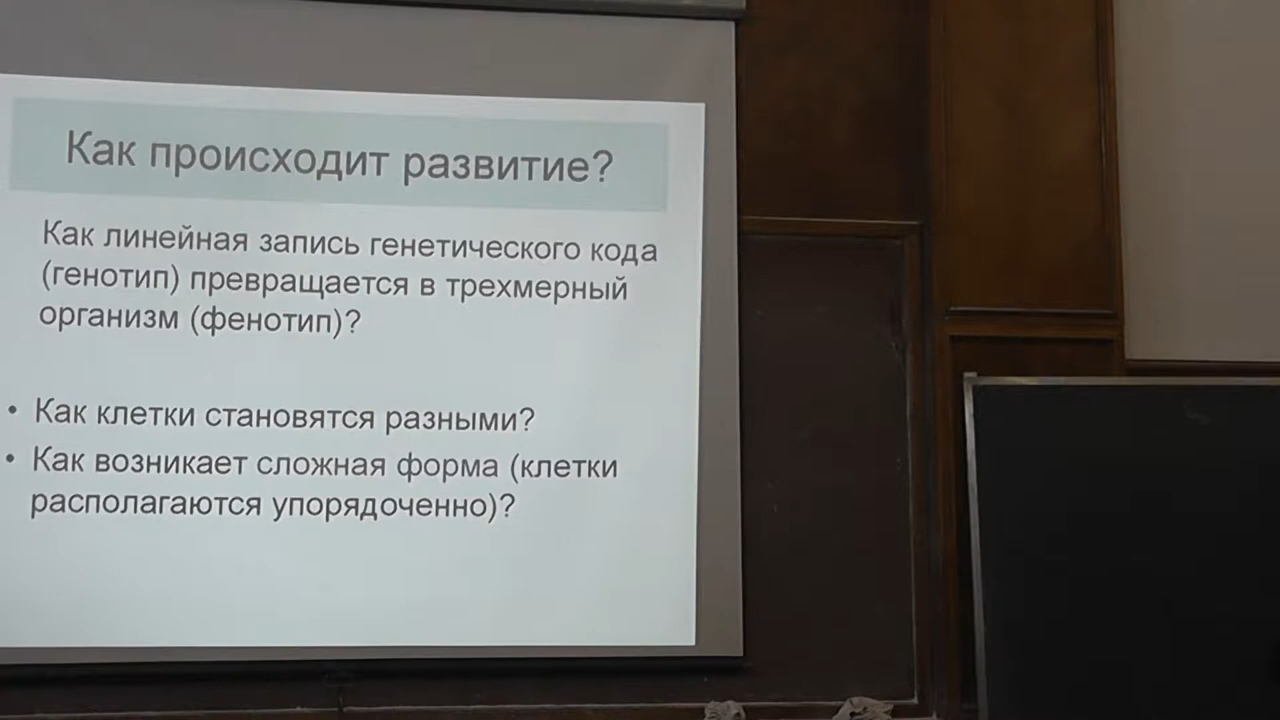 Как происходит развитие?
Как линейная запись генетического кода
(генотип) превращается в трехмерный
организм (фенотип)?
• Как клетки становятся разными?
• Как возникает сложная форма (клетки
располагаются упорядоченно)?